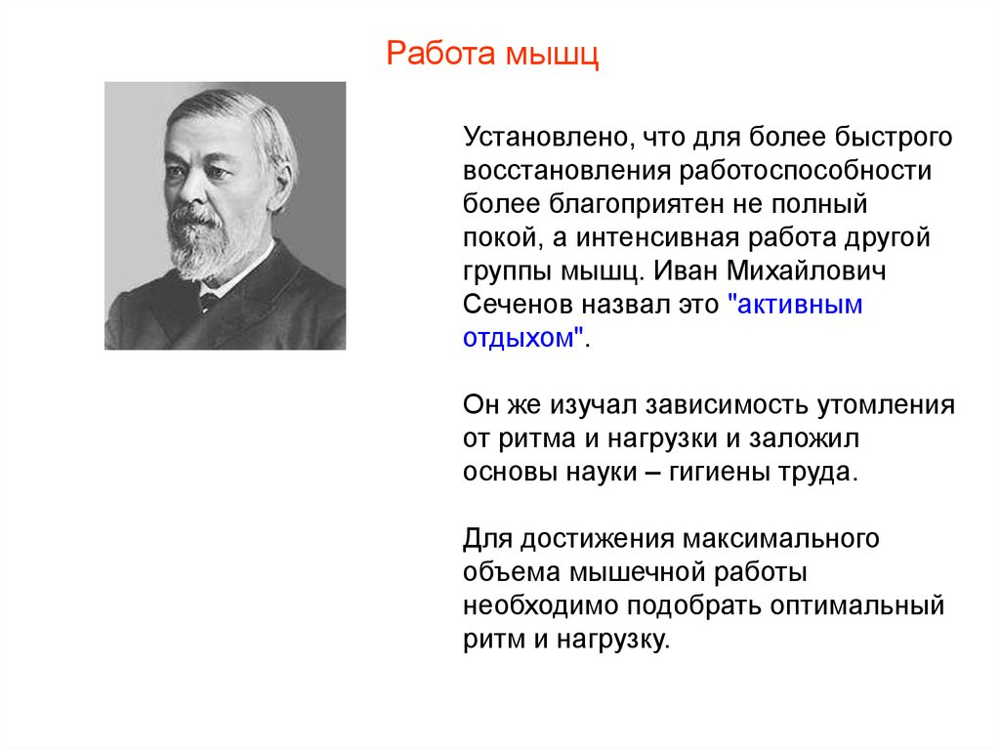 Работа мышц
Установлено, что для более быстрого
восстановления работоспособности
более благоприятен не полный
покой, а интенсивная работа другой
группы мышц. Иван Михайлович
Сеченов назвал это "активным
отдыхом".
Он же изучал зависимость утомления
от ритма и нагрузки и заложил
основы науки – гигиены труда.
Для достижения максимального
объема мышечной работы
необходимо подобрать оптимальный
ритм и нагрузку.